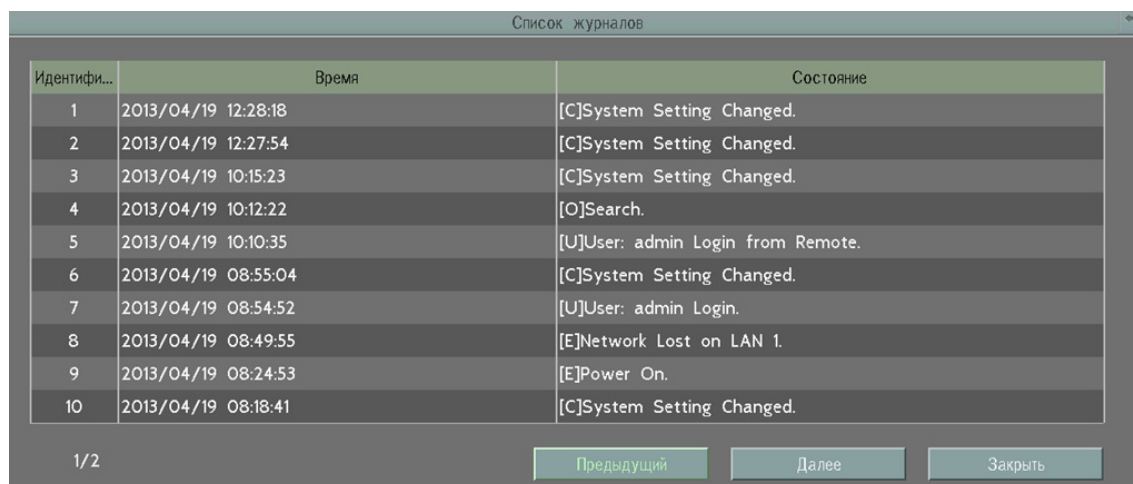 Список журналов
Идентифи... Время Состояние
1 2013/04/19 12:28:18 [C]System Setting Changed.
2 2013/04/19 12:27:54 [C]System Setting Changed.
3 2013/04/19 10:15:23 [C]System Setting Changed.
4 2013/04/19 10:12:22 [O]Search.
5 2013/04/19 10:10:35 [U]User: admin Login from Remote.
6 2013/04/19 08:55:04 [C]System Setting Changed.
7 2013/04/19 08:54:52 [U]User: admin Login.
8 2013/04/19 08:49:55 [E]Network Lost on LAN 1.
9 2013/04/19 08:24:53 [E]Power On.
10 2013/04/19 08:18:41 [C]System Setting Changed.
1/2 Предыдущий Далее Закрыть